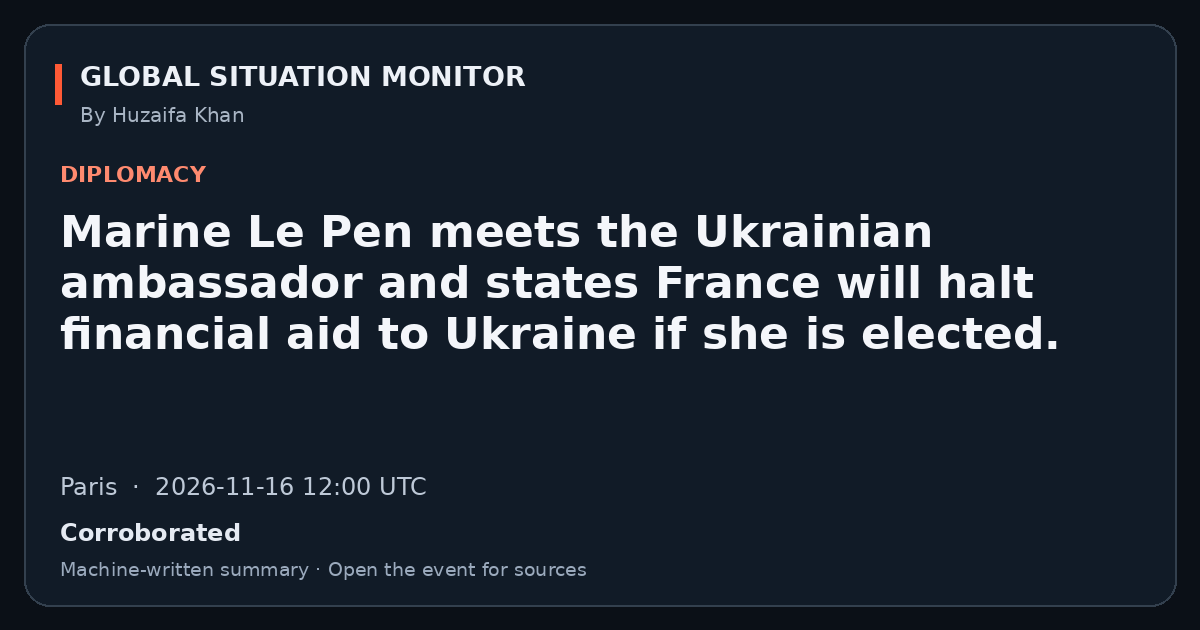 GLOBAL SITUATION MONITOR
By Huzaifa Khan
DIPLOMACY
Marine Le Pen meets the Ukrainian
ambassador and states France will halt
financial aid to Ukraine if she is elected.
Paris · 2026-11-16 12:00 UTC
Corroborated
Machine-written summary · Open the event for sources